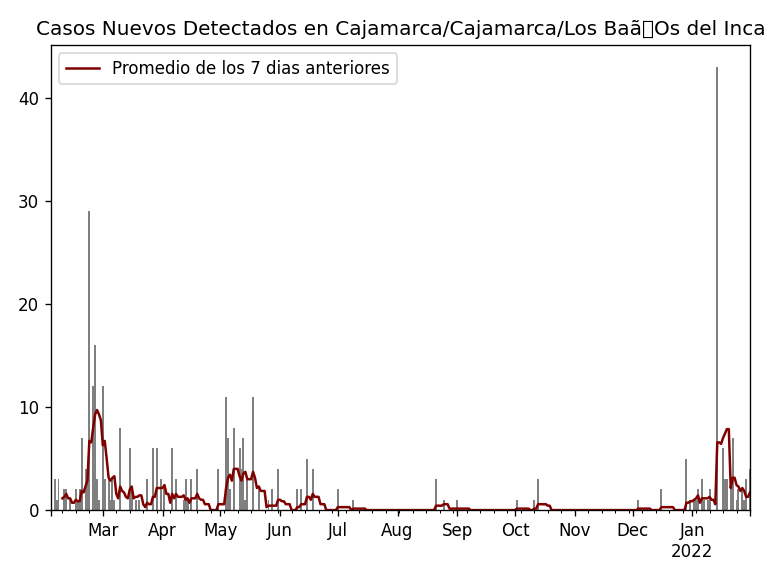 Casos Nuevos Detectados en Cajamarca/Cajamarca/Los Baã▯Os del Inca
Promedio de los 7 dias anteriores
40
30
20
10
0
Mar Apr May Jun Jul Aug Sep Oct Nov Dec Jan
2022